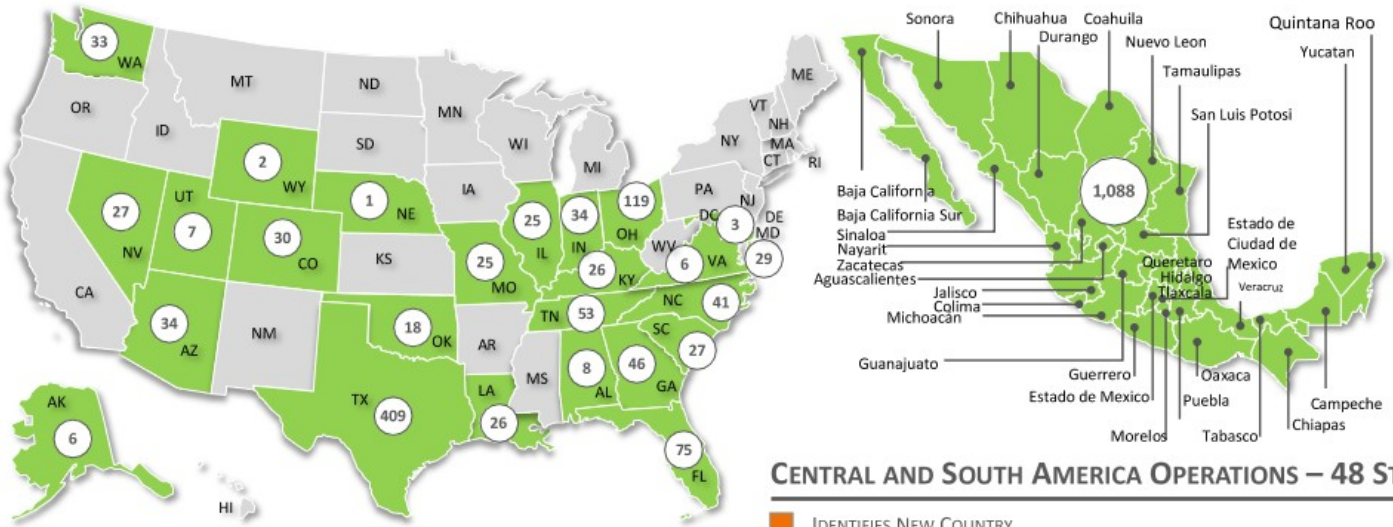 33
WA
OR
CA
27
NV
ID
MT
2
WY
UT
7
30
CO
34
AZ
NM
ND
SD
1
NE
KS
18
OK
TX
409
MN
IA
25
MO
AR
LA
26
WI
25
IL
MI
34
IN
119
OH
26
KY
TN
53
MS
8
AL
46
GA
75
FL
SC
27
NC
41
WV
6
VA
DC
3
29
MD
DE
NJ
PA
NY
VT
NH
MA
CT
RI
ME
AK
6
HI
Sonora
Chihuahua
Durango
Coahuila
Nuevo Leon
Tamaulipas
San Luis Potosi
Quintana Roo
Yucatan
1,088
Baja California
Baja California Sur
Sinaloa
Nayarit
Zacatecas
Aguascalientes
Jalisco
Colima
Michoacán
Guanajuato
Guerrero
Estado de Mexico
Morelos
Puebla
Oaxaca
Tabasco
Chiapas
Campeche
Queretaro
Hidalgo
Tlaxcala
Veracruz
Estado de
Ciudad de
Mexico
CENTRAL AND SOUTH AMERICA OPERATIONS – 48 ST
IDENTIFIES NEW COUNTRY